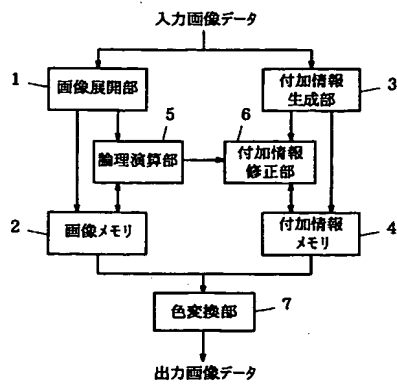 入力画像データ
1
画像展開部
付加情報
生成部
3
5
6
論理演算部
付加情報
修正部
2
画像メモリ
付加情報
メモリ
4
色変換部
7
出力画像データ